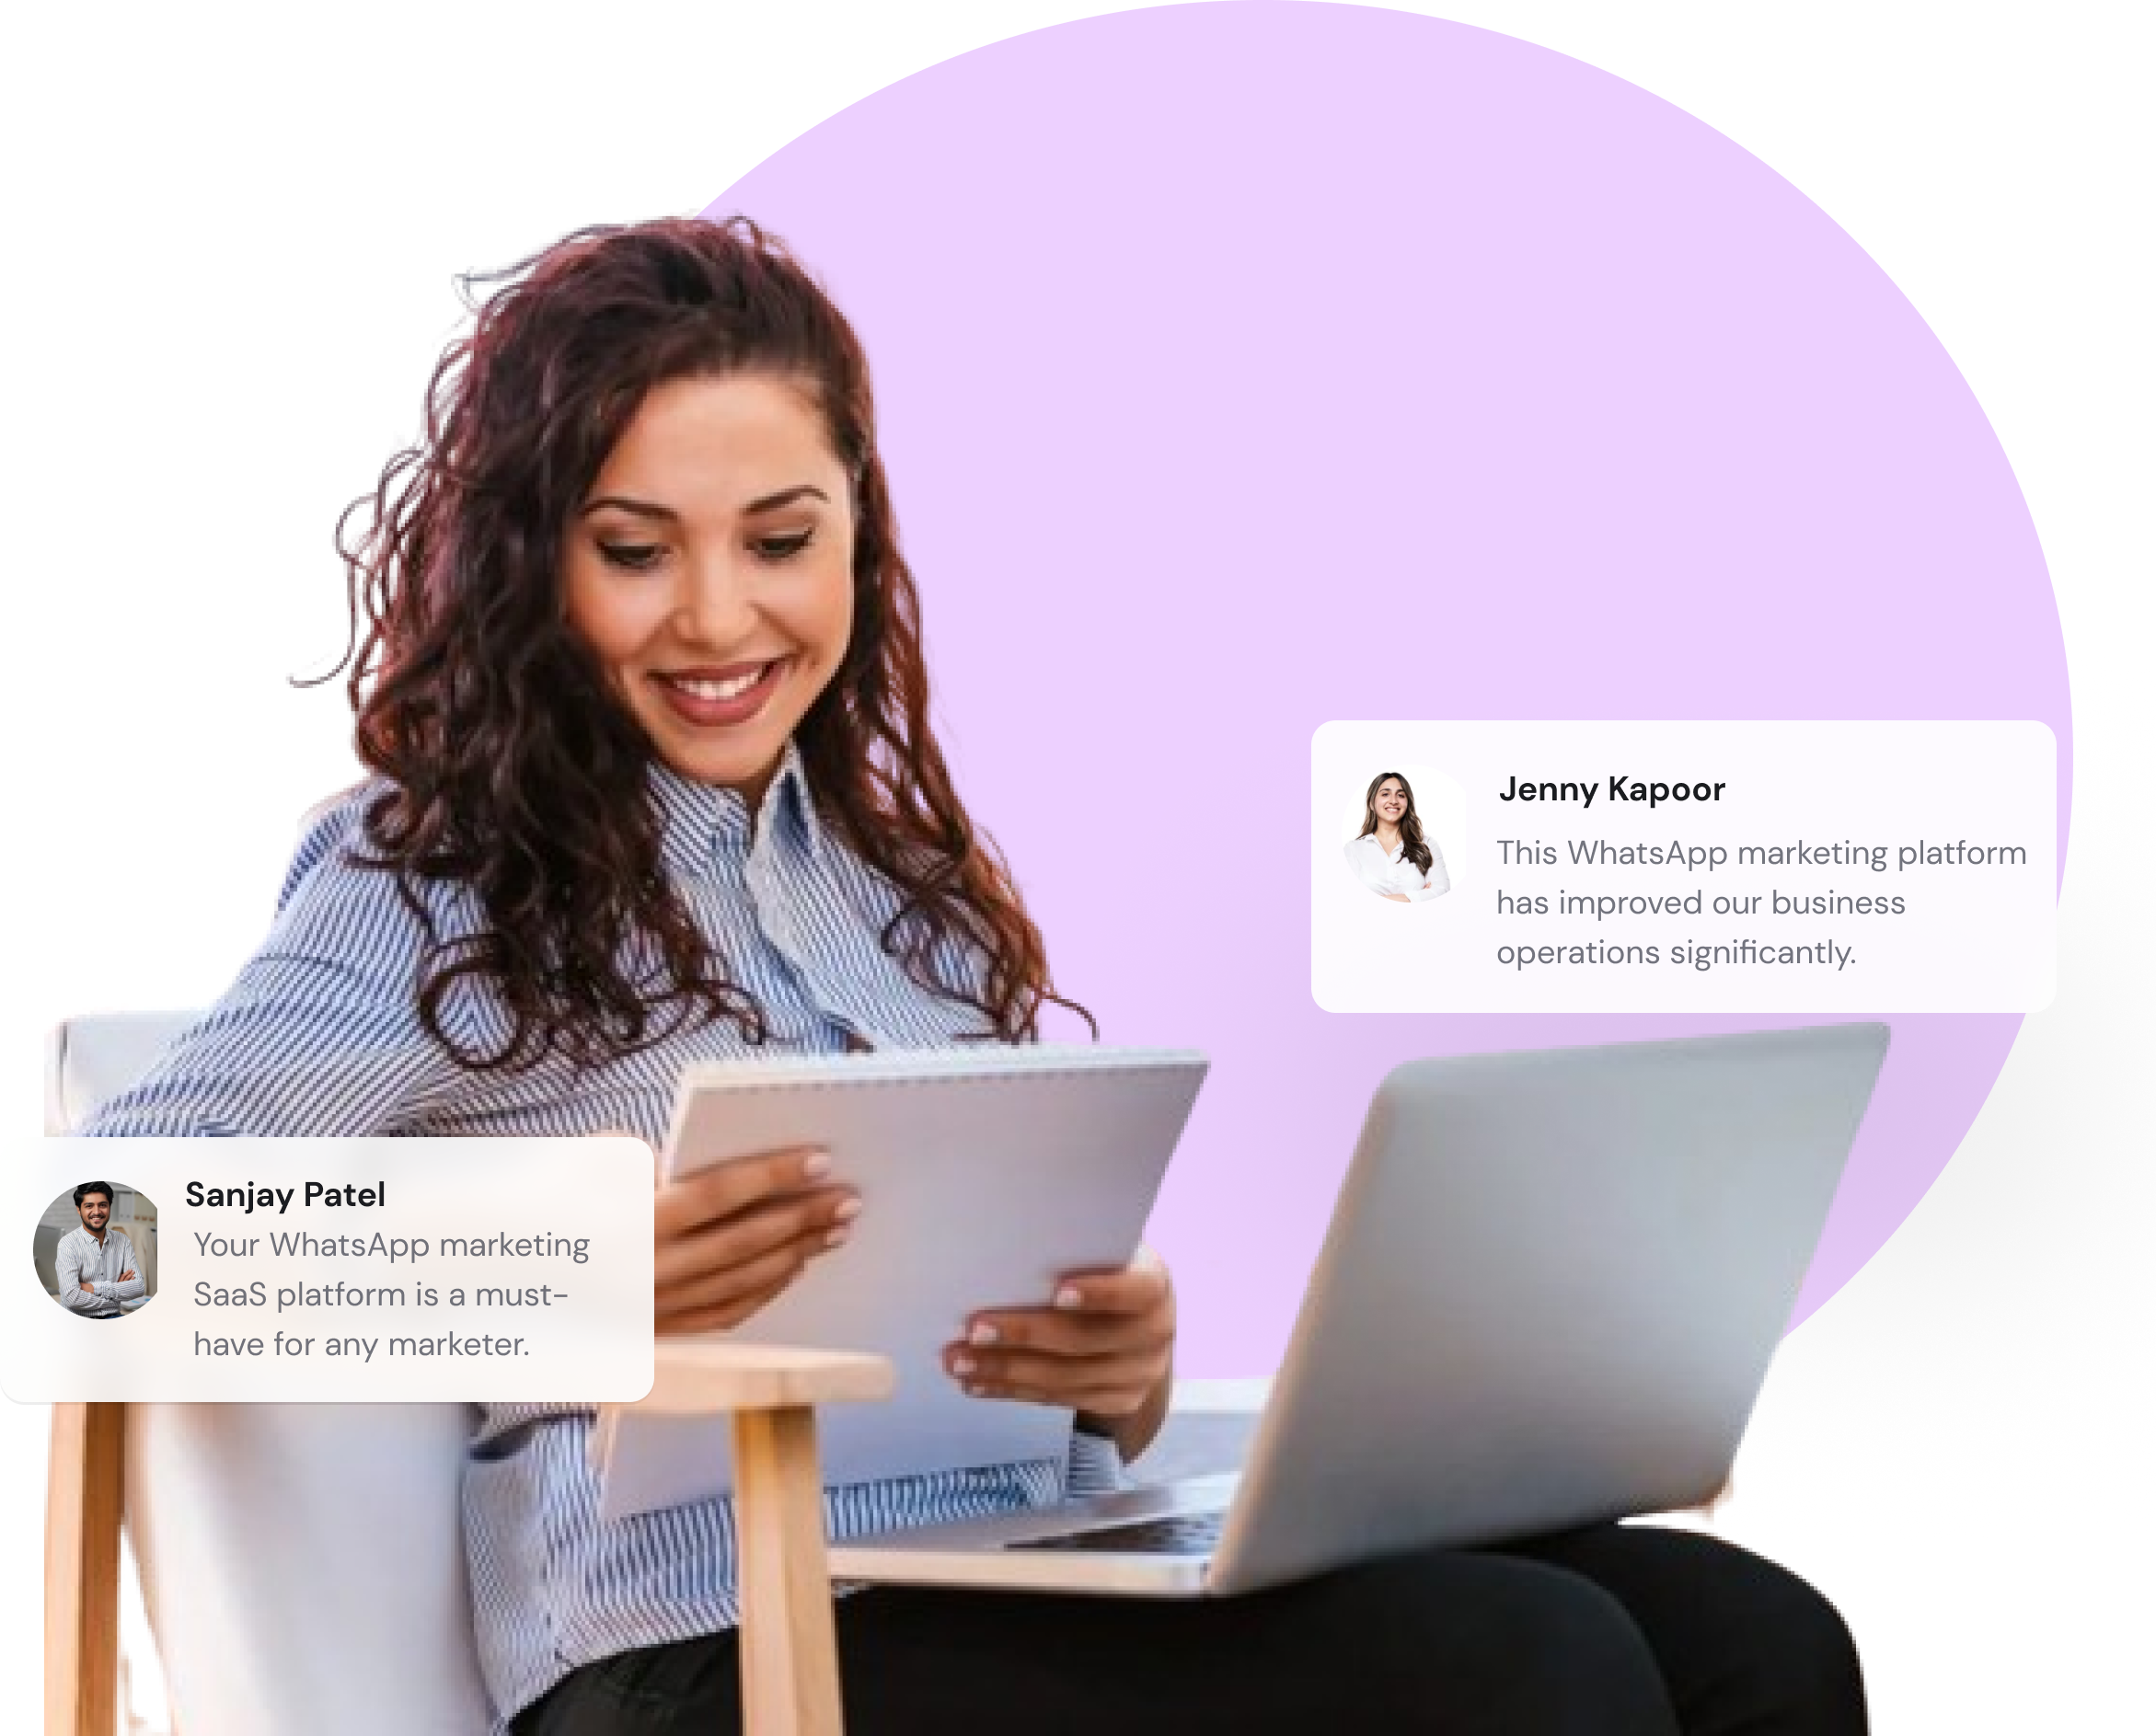 Jenny Kapoor
This WhatsApp marketing platform
has improved our business
operations significantly.
Sanjay Patel
Your WhatsApp marketing
SaaS platform is a must-
have for any marketer.